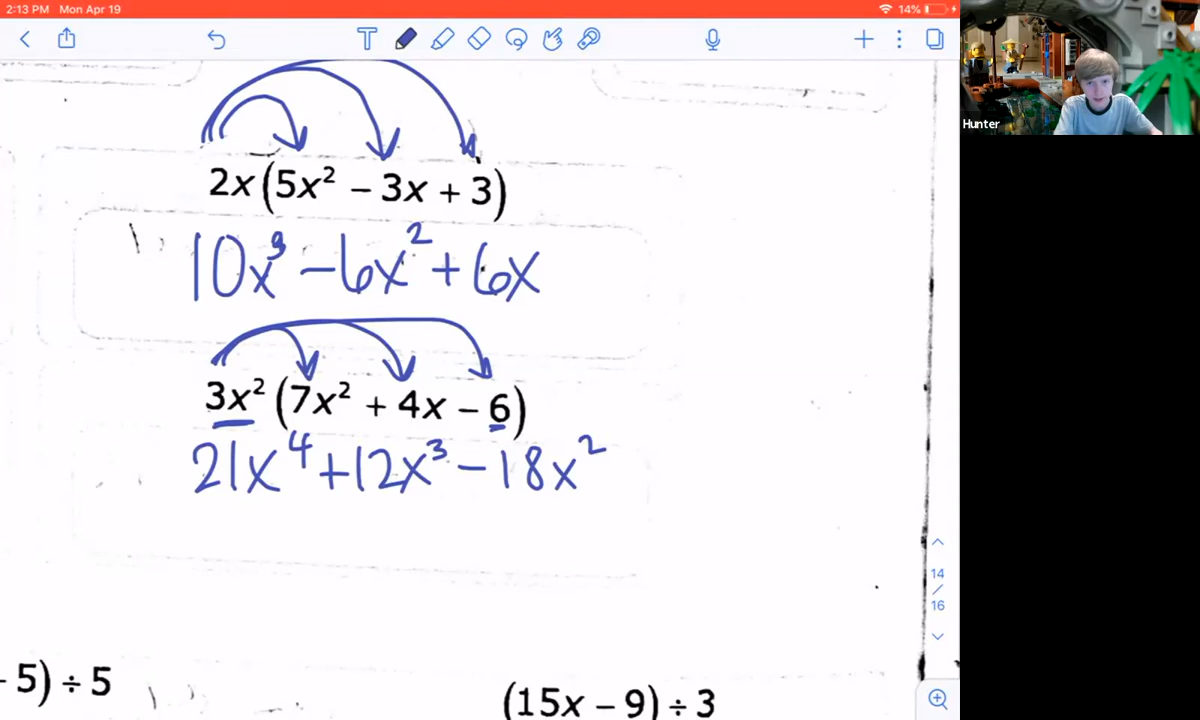 2:13 PM Mon Apr 19
14%
Hunter
2x(5x² − 3x + 3)
10x³ − 6x² + 6x
3x² (7x² + 4x − 6)
21x⁴ + 12x³ − 18x²
14
/
16
- 5) ÷ 5
(15x − 9) ÷ 3